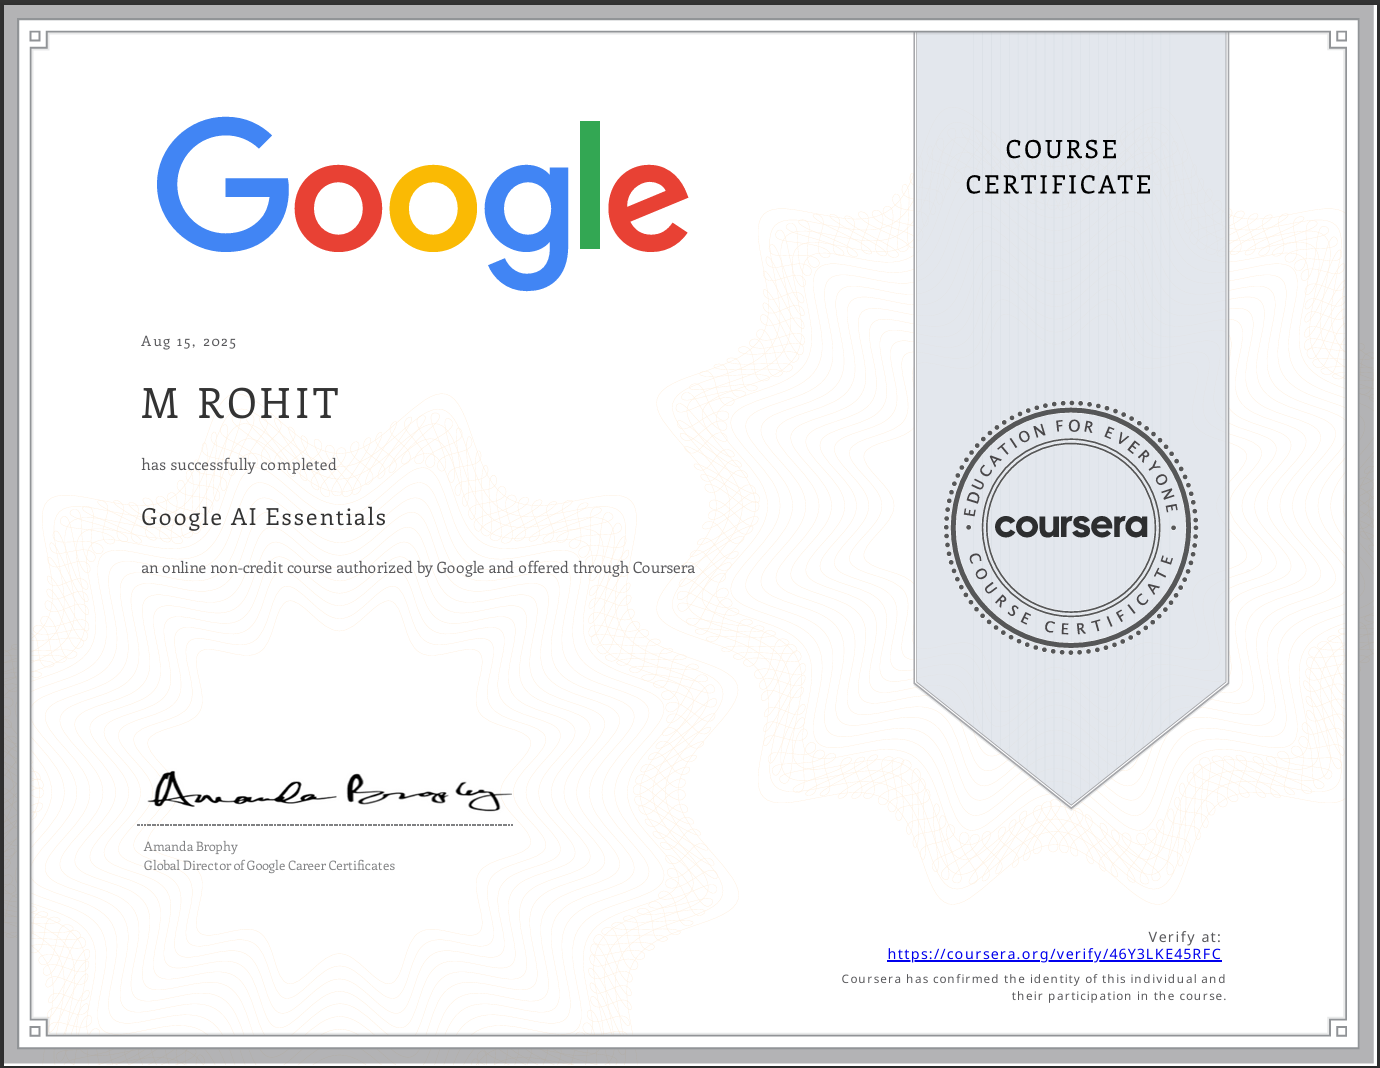 Google
COURSE
CERTIFICATE
Aug 15, 2025
M ROHIT
has successfully completed
Google AI Essentials
an online non-credit course authorized by Google and offered through Coursera
EDUCATION FOR EVERYONE
coursera
COURSE CERTIFICATE
Amanda Brophy
Amanda Brophy
Global Director of Google Career Certificates
Verify at:
https://coursera.org/verify/46Y3LKE45RFC
Coursera has confirmed the identity of this individual and
their participation in the course.